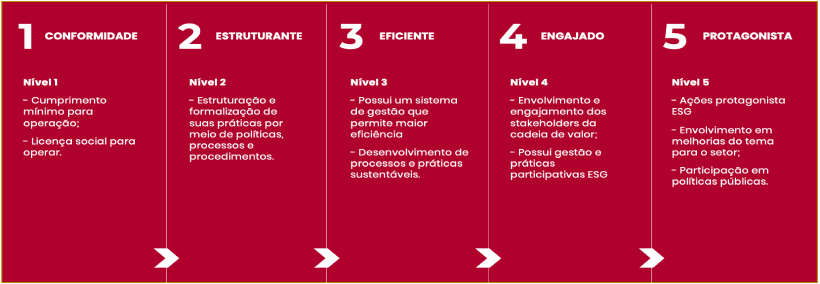 1 CONFORMIDADE
Nível 1
- Cumprimento
mínimo para
operação;
- Licença social para
operar.
2 ESTRUTURANTE
Nível 2
- Estruturação e
formalização de
suas práticas por
meio de políticas,
processos e
procedimentos.
3 EFICIENTE
Nível 3
- Possui um sistema
de gestão que
permite maior
eficiência
- Desenvolvimento de
processos e práticas
sustentáveis.
4 ENGAJADO
Nível 4
- Envolvimento e
engajamento dos
stakeholders da
cadeia de valor;
- Possui gestão e
práticas
participativas ESG
5 PROTAGONISTA
Nível 5
- Ações protagonista
ESG
- Envolvimento em
melhorias do tema
para o setor;
- Participação em
políticas públicas.